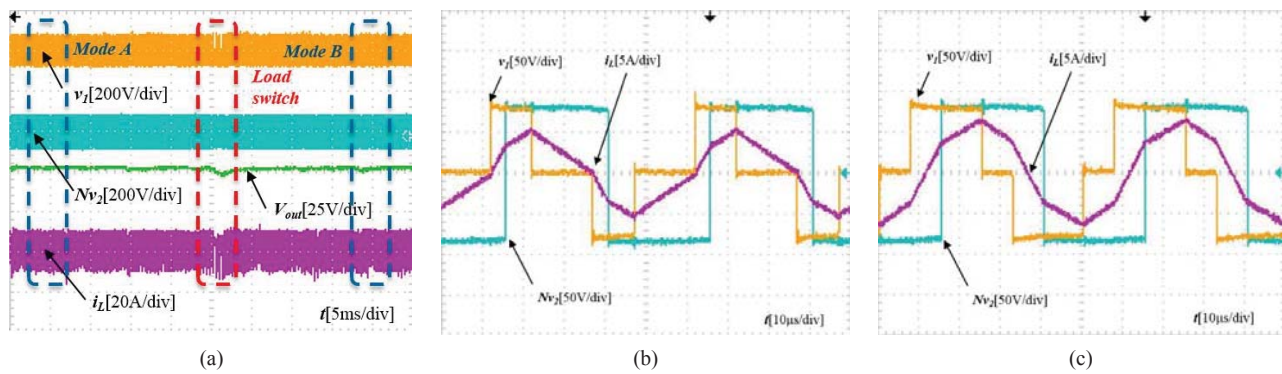 Mode A
Mode B
Load
switch
v1[200V/div]
Nv2[200V/div]
Vout[25V/div]
iL[20A/div]
t[5ms/div]
(a)
v1[50V/div]
iL[5A/div]
Nv2[50V/div]
t[10μs/div]
(b)
v1[50V/div]
iL[5A/div]
Nv2[50V/div]
t[10μs/div]
(c)